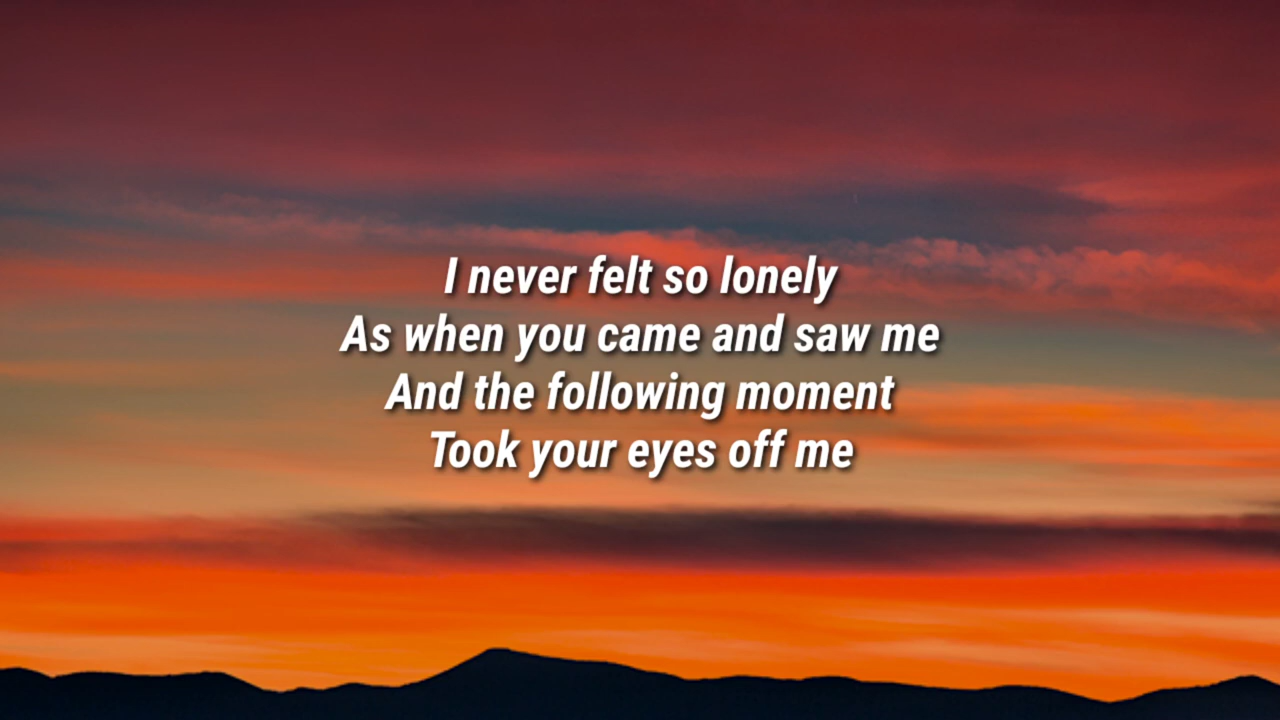 I never felt so lonely
As when you came and saw me
And the following moment
Took your eyes off me